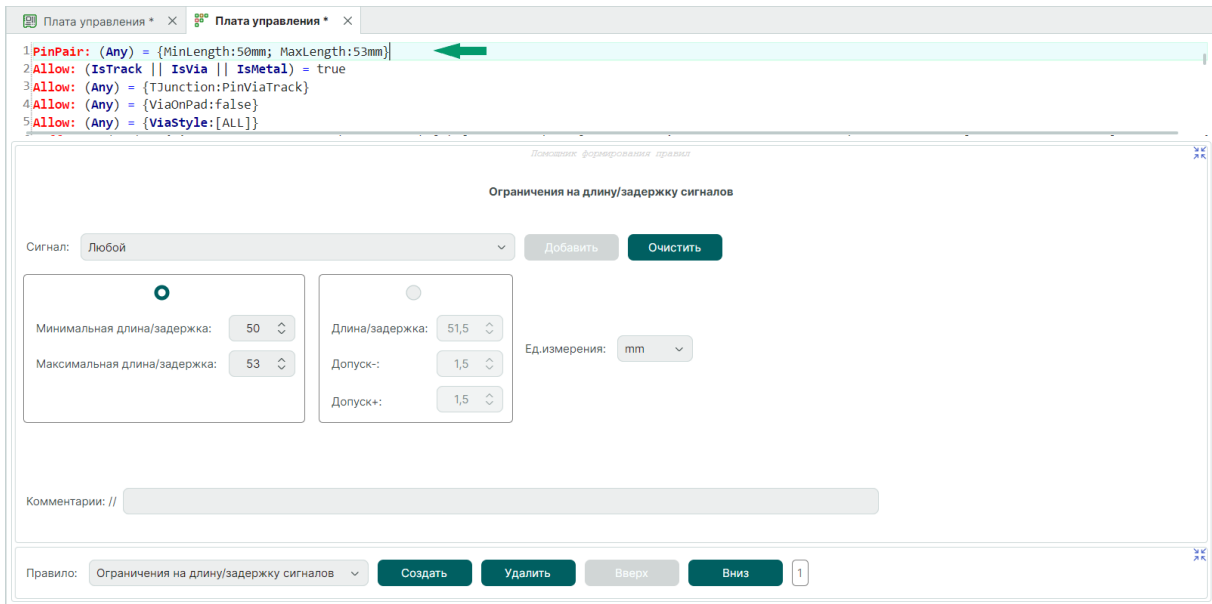 Плата управления * ×
Плата управления * ×
1 PinPair: (Any) = {MinLength:50mm; MaxLength:53mm}
2 Allow: (IsTrack || IsVia || IsMetal) = true
3 Allow: (Any) = {TJunction:PinViaTrack}
4 Allow: (Any) = {ViaOnPad:false}
5 Allow: (Any) = {ViaStyle:[ALL]}
Помощник формирования правил
Ограничения на длину/задержку сигналов
Сигнал: Любой Добавить Очистить
Минимальная длина/задержка: 50
Максимальная длина/задержка: 53
Длина/задержка: 51,5
Допуск-: 1,5
Допуск+: 1,5
Ед.измерения: mm
Комментарии: //
Правило: Ограничения на длину/задержку сигналов Создать Удалить Вверх Вниз 1